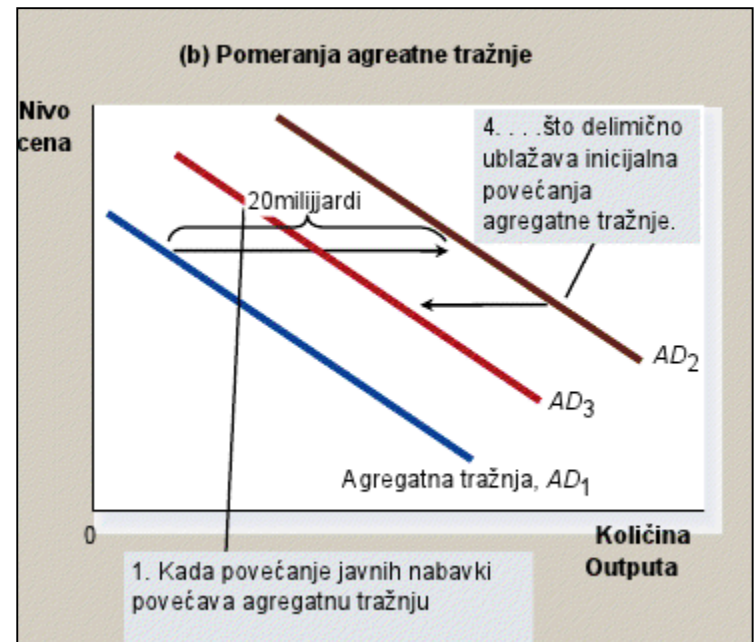 (b) Pomeranja agreatne tražnje
Nivo
cena
4. . . .što delimično
ublažava inicijalna
povećanja
agregatne tražnje.
20milijjardi
AD2
AD3
Agregatna tražnja, AD1
0
Količina
Outputa
1. Kada povećanje javnih nabavki
povećava agregatnu tražnju